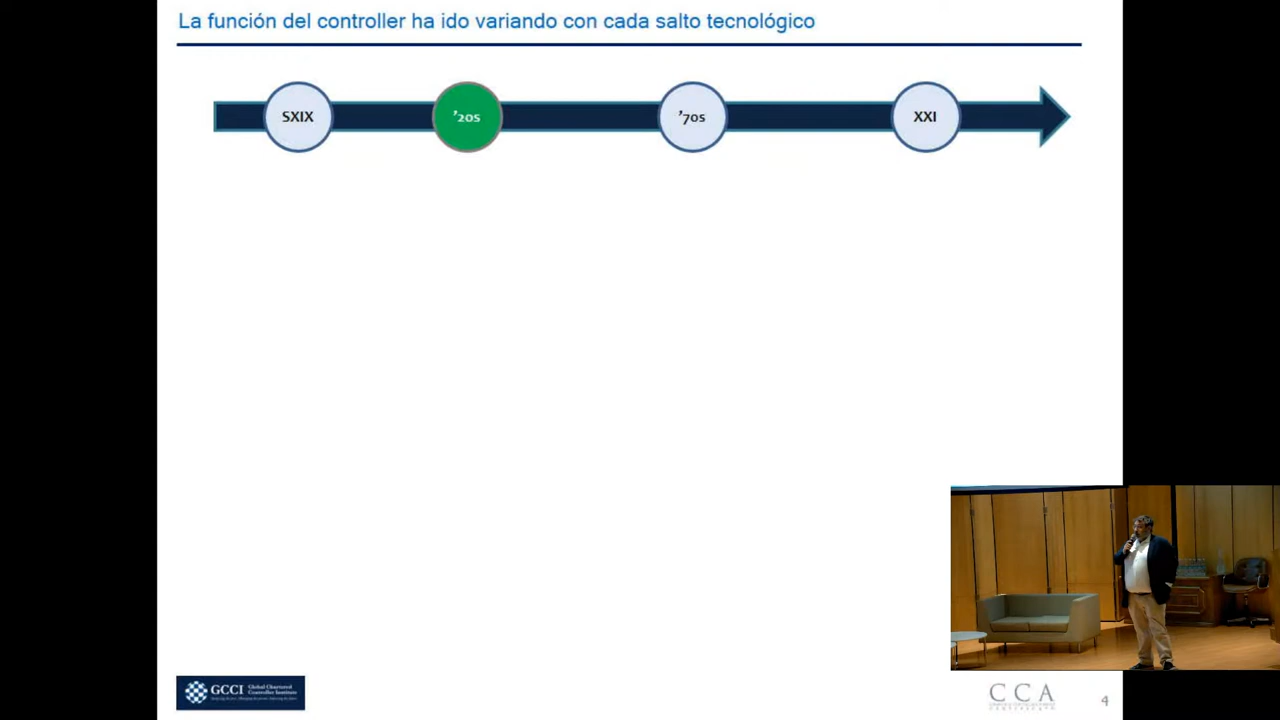 La función del controller ha ido variando con cada salto tecnológico
SXIX
'20s
'70s
XXI
GCCI
Global Chartered
Controller Institute
CCA
4